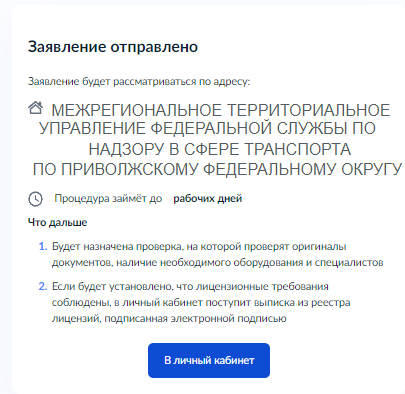 Заявление отправлено
Заявление будет рассматриваться по адресу:
МЕЖРЕГИОНАЛЬНОЕ ТЕРРИТОРИАЛЬНОЕ
УПРАВЛЕНИЕ ФЕДЕРАЛЬНОЙ СЛУЖБЫ ПО
НАДЗОРУ В СФЕРЕ ТРАНСПОРТА
ПО ПРИВОЛЖСКОМУ ФЕДЕРАЛЬНОМУ ОКРУГУ
Процедура займёт до рабочих дней
Что дальше
1. Будет назначена проверка, на которой проверят оригиналы
документов, наличие необходимого оборудования и специалистов
2. Если будет установлено, что лицензионные требования
соблюдены, в личный кабинет поступит выписка из реестра
лицензий, подписанная электронной подписью
В личный кабинет